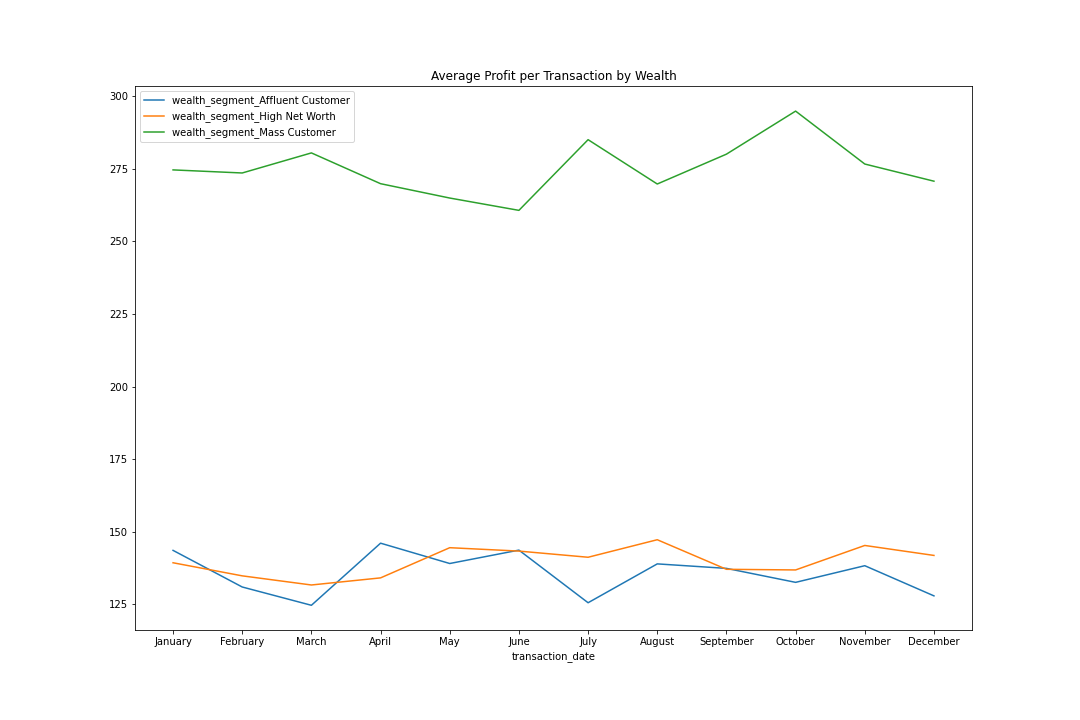 Average Profit per Transaction by Wealth
wealth_segment_Affluent Customer
wealth_segment_High Net Worth
wealth_segment_Mass Customer
300
275
250
225
200
175
150
125
January February March April May June July August September October November December
transaction_date